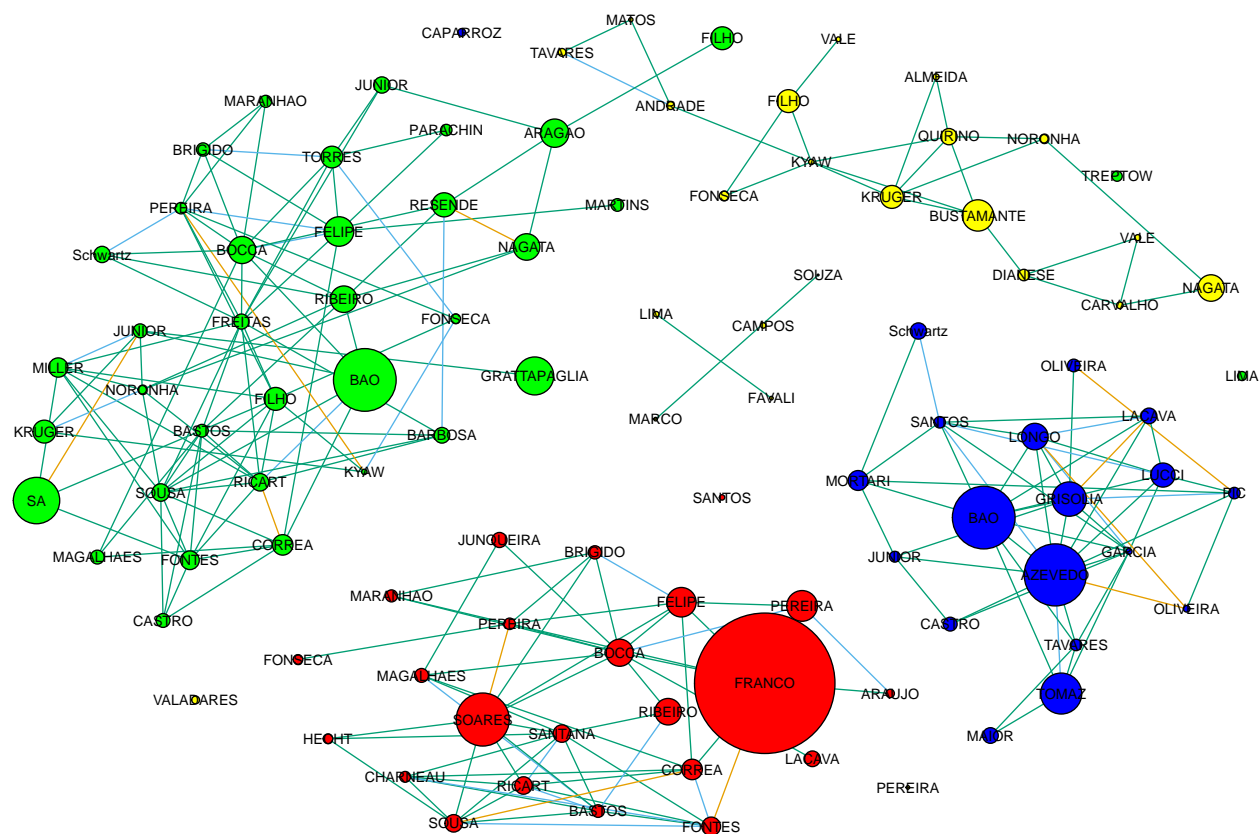 MATOS
CAPARROZ
FILHO
VALE
TAVARES
ALMEIDA
JUNIOR
MARANHAO
FILHO
ANDRADE
PARACHIN
ARAGAO
QUIRINO
NORONHA
BRIGIDO
TORRES
KYAW
TREPTOW
FONSECA
KRUGER
PEREIRA
RESENDE
MARTINS
BUSTAMANTE
FELIPE
VALE
Schwartz
BOCCA
NAGATA
DIANESE
SOUZA
NAGATA
RIBEIRO
CARVALHO
LIMA
FREITAS
FONSECA
CAMPOS
JUNIOR
Schwartz
MILLER
OLIVEIRA
BAO
GRATTAPAGLIA
LIMA
NORONHA
FILHO
FAVALI
MARCO
LACAVA
SANTOS
KRUGER
BASTOS
BARBOSA
LONGO
KYAW
LUCCI
MORTARI
RICART
SOUSA
PIC
SA
SANTOS
GRISOLIA
BAO
JUNQUEIRA
CORREA
BRIGIDO
GARCIA
MAGALHAES
FONTES
JUNIOR
AZEVEDO
MARANHAO
FELIPE
PEREIRA
OLIVEIRA
CASTRO
PEREIRA
CASTRO
TAVARES
BOCCA
FONSECA
MAGALHAES
FRANCO
ARAUJO
TOMAZ
VALADARES
RIBEIRO
SOARES
SANTANA
HECHT
MAIOR
LACAVA
CORREA
CHARNEAU
RICART
PEREIRA
BASTOS
SOUSA
FONTES